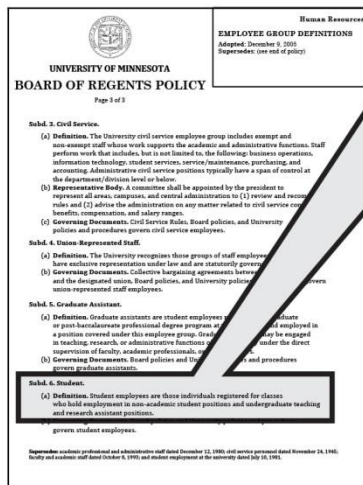 Human Resources
EMPLOYEE GROUP DEFINITIONS
Adopted: December 9, 2005
Supersedes: (see end of policy)
UNIVERSITY OF MINNESOTA
BOARD OF REGENTS POLICY
Page 3 of 3
Subd. 3. Civil Service.
(a) Definition. The University civil service employee group includes exempt and
non-exempt staff whose work supports the academic and administrative functions. Staff
perform work that includes, but is not limited to, the following: business operations,
information technology, student services, service/maintenance, purchasing, and
accounting. Administrative civil service positions typically have a span of control at
the department/division level or below.
(b) Representative Body. A committee shall be appointed by the president to
represent all areas, campuses, and central administration to (1) review and
rules and (2) advise the administration on any matter related to civil service
benefits, compensation, and salary ranges.
(c) Governing Documents. Civil Service Rules, Board policies, and University
policies and procedures govern civil service employees.
Subd. 4. Union-Represented Staff.
(a) Definition. The University recognizes those groups of staff
have exclusive representation under law and are statutorily
(b) Governing Documents. Collective bargaining agreements
and the designated union, Board policies, and University
union-represented staff employees.
Subd. 5. Graduate Assistant.
(a) Definition. Graduate assistants are student employees
or post-baccalaureate professional degree program at employed in
a position covered under this employee group. may be engaged
in teaching, research, or administrative functions under the direct
supervision of faculty, academic professionals,
(b) Governing Documents. Board policies and and procedures
govern graduate assistants.
Subd. 6. Student.
(a) Definition. Student employees are those individuals registered for classes
who hold employment in non-academic student positions and undergraduate teaching
and research assistant positions.
govern student employees.
Supersedes: academic professional and administrative staff dated December 12, 1980; civil service personnel dated November 24, 1945;
faculty and academic staff dated October 8, 1993; and student employment at the university dated July 10, 1981.